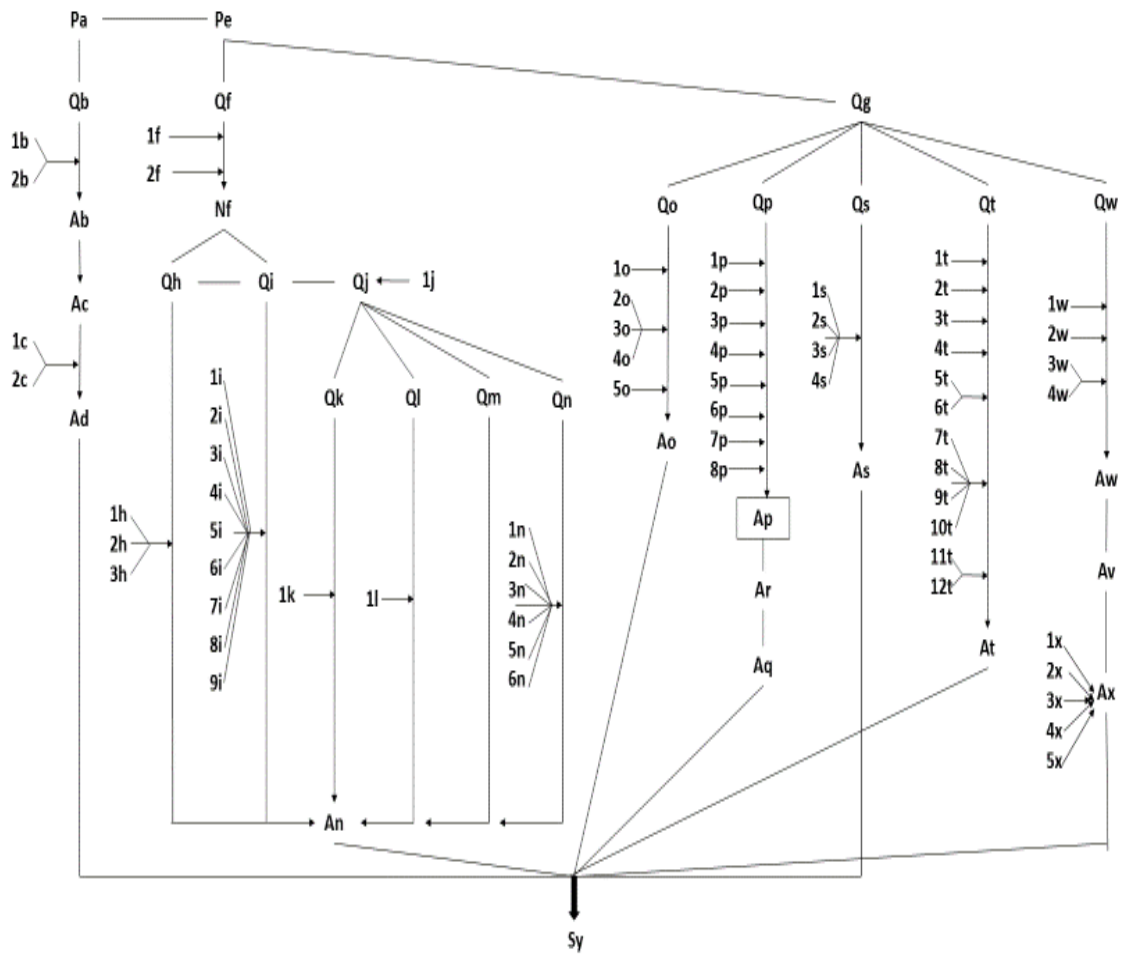 Pa
Pe
Qb
Qf
Qg
1b
2b
1f
2f
Ab
Nf
Qo
Qp
Qs
Qt
Qw
Qh
Qi
Qj
1j
Ac
1c
2c
Ad
1o
2o
3o
4o
5o
Ao
1p
2p
3p
4p
5p
6p
7p
8p
Ap
Ar
Aq
1s
2s
3s
4s
As
1t
2t
3t
4t
5t
6t
7t
8t
9t
10t
11t
12t
At
1w
2w
3w
4w
Aw
Av
1x
2x
3x
4x
5x
Ax
Qk
Ql
Qm
Qn
1h
2h
3h
1i
2i
3i
4i
5i
6i
7i
8i
9i
1k
1l
1n
2n
3n
4n
5n
6n
An
Sy